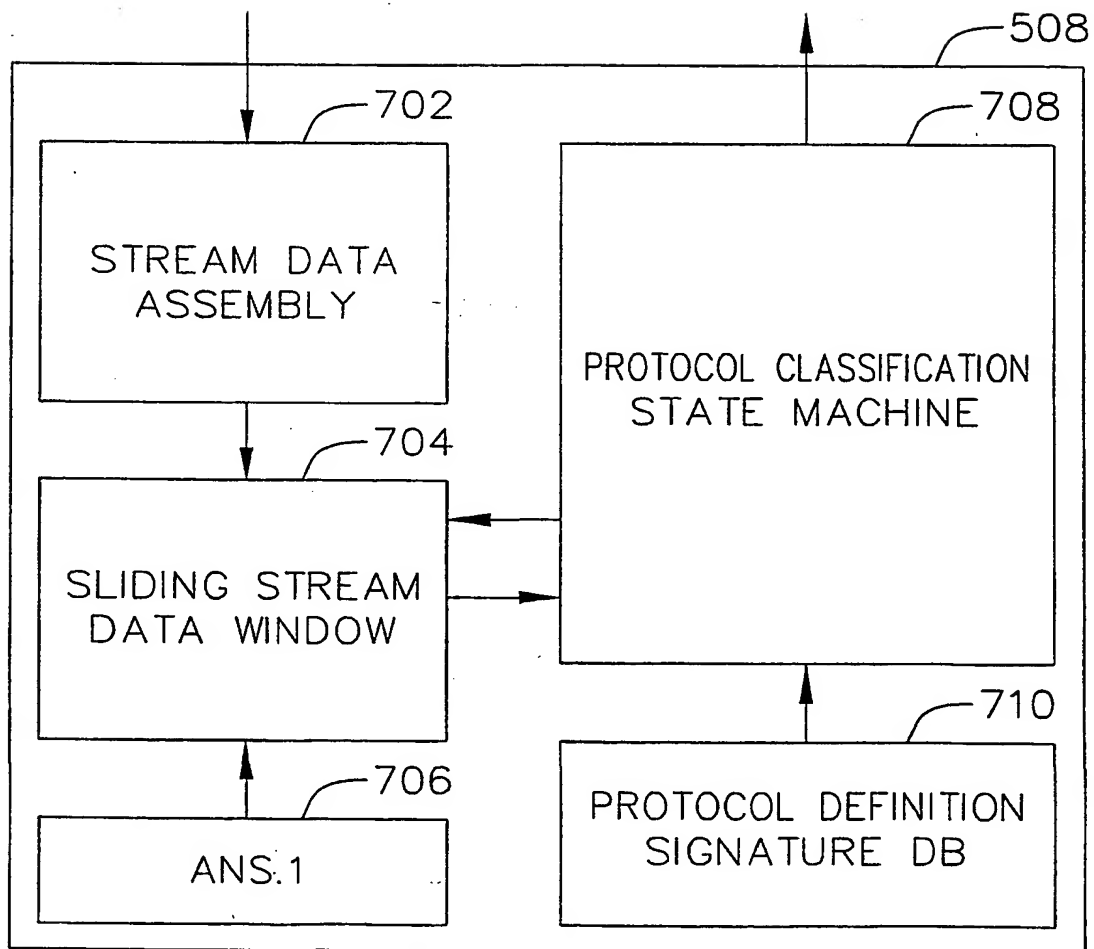 508
702
STREAM DATA
ASSEMBLY
708
PROTOCOL CLASSIFICATION
STATE MACHINE
704
SLIDING STREAM
DATA WINDOW
706
ANS.1
710
PROTOCOL DEFINITION
SIGNATURE DB